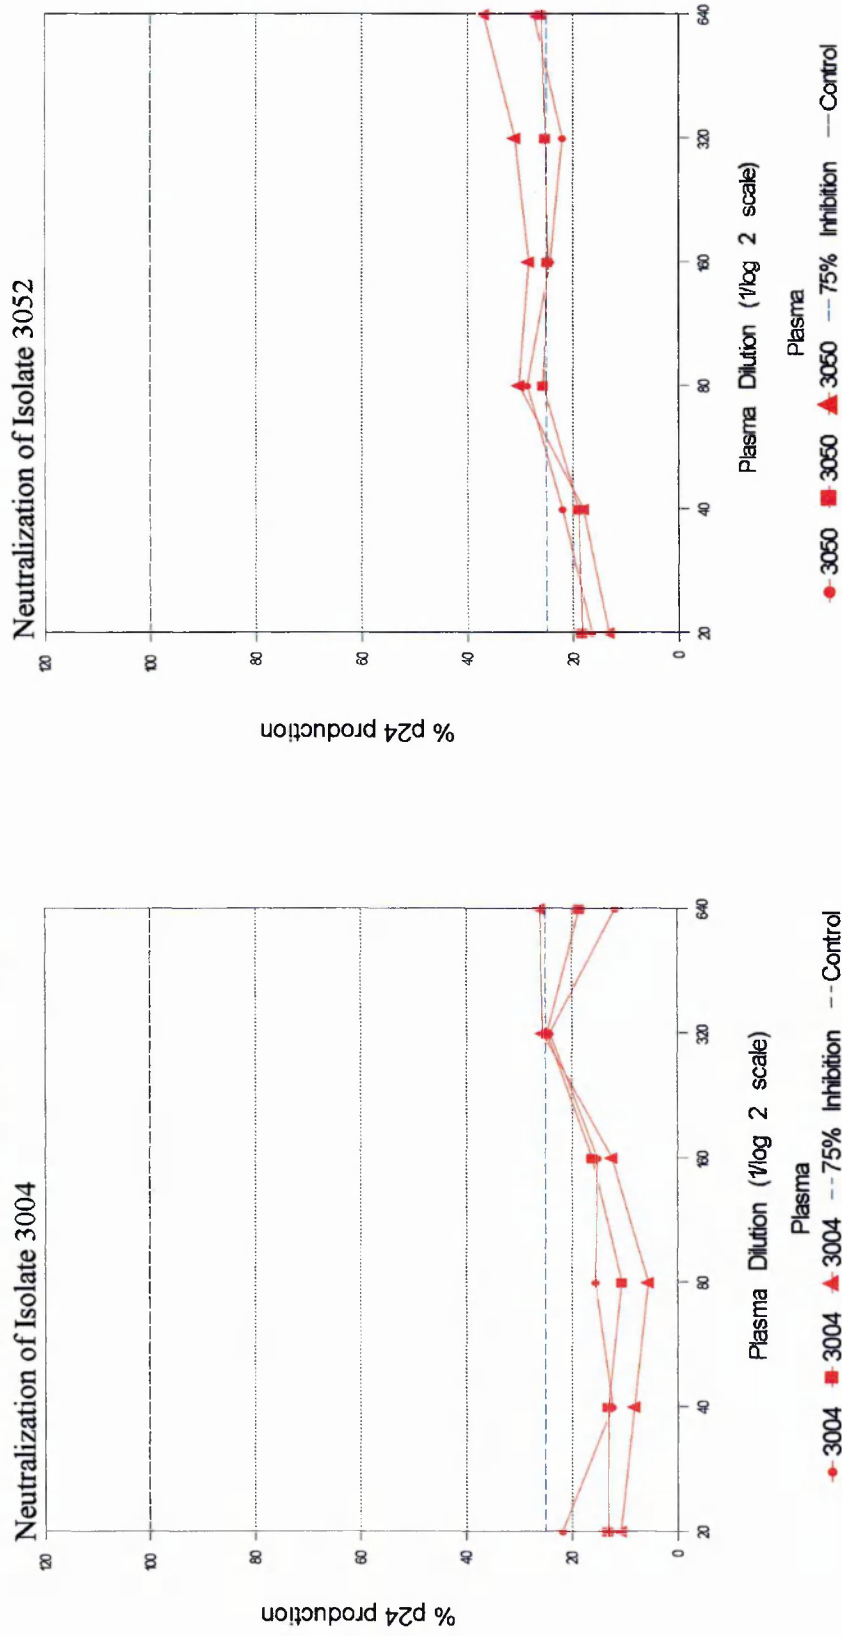 Neutralization of Isolate 3004
120
100
80
60
40
20
0
% p24 production
20
40
80
160
320
640
Plasma Dilution (1/log 2 scale)
Plasma
3004 3004 3004 75% Inhibition Control
Neutralization of Isolate 3052
120
100
80
60
40
20
0
% p24 production
20
40
80
160
320
640
Plasma Dilution (1/log 2 scale)
Plasma
3050 3050 3050 75% Inhibition Control